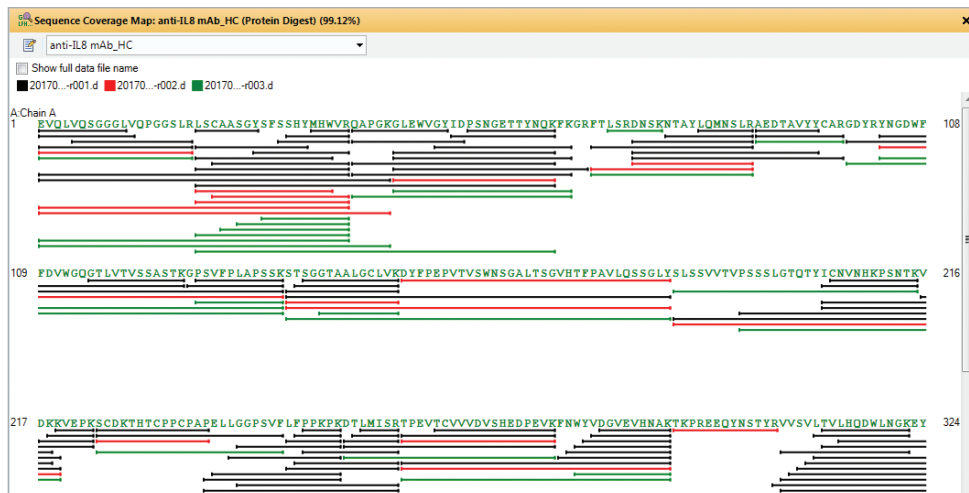 Sequence Coverage Map: anti-IL8 mAb_HC (Protein Digest) (99.12%)
anti-IL8 mAb_HC
Show full data file name
20170...-r001.d 20170...-r002.d 20170...-r003.d
A:Chain A
1 EVQLVQSGGGLVQPGGSLRLSCAASGYSFSSHYMHWVRQAPGKGLEWVGYIDPSNGETTYNQKFKGRFTLSRDNSKNTAYLQMNSLRAEDTAVYYCARGDYRYNGDWF 108
109 FDVWGQGTLVTVSSASTKGPSVFPLAPSSKSTSGGTAALGCLVKDYFPEPVTVSWNSGALTSGVHTFPAVLQSSGLYSLSSVVTVPSSSLGTQTYICNVNHKPSNTKV 216
217 DKKVEPKSCDKTHTCPPCPAPELLGGPSVFLFPPKPKDTLMISRTPEVTCVVVDVSHEDPEVKFNWYVDGVEVHNAKTKPREEQYNSTYRVVSVLTVLHQDWLNGKEY 324